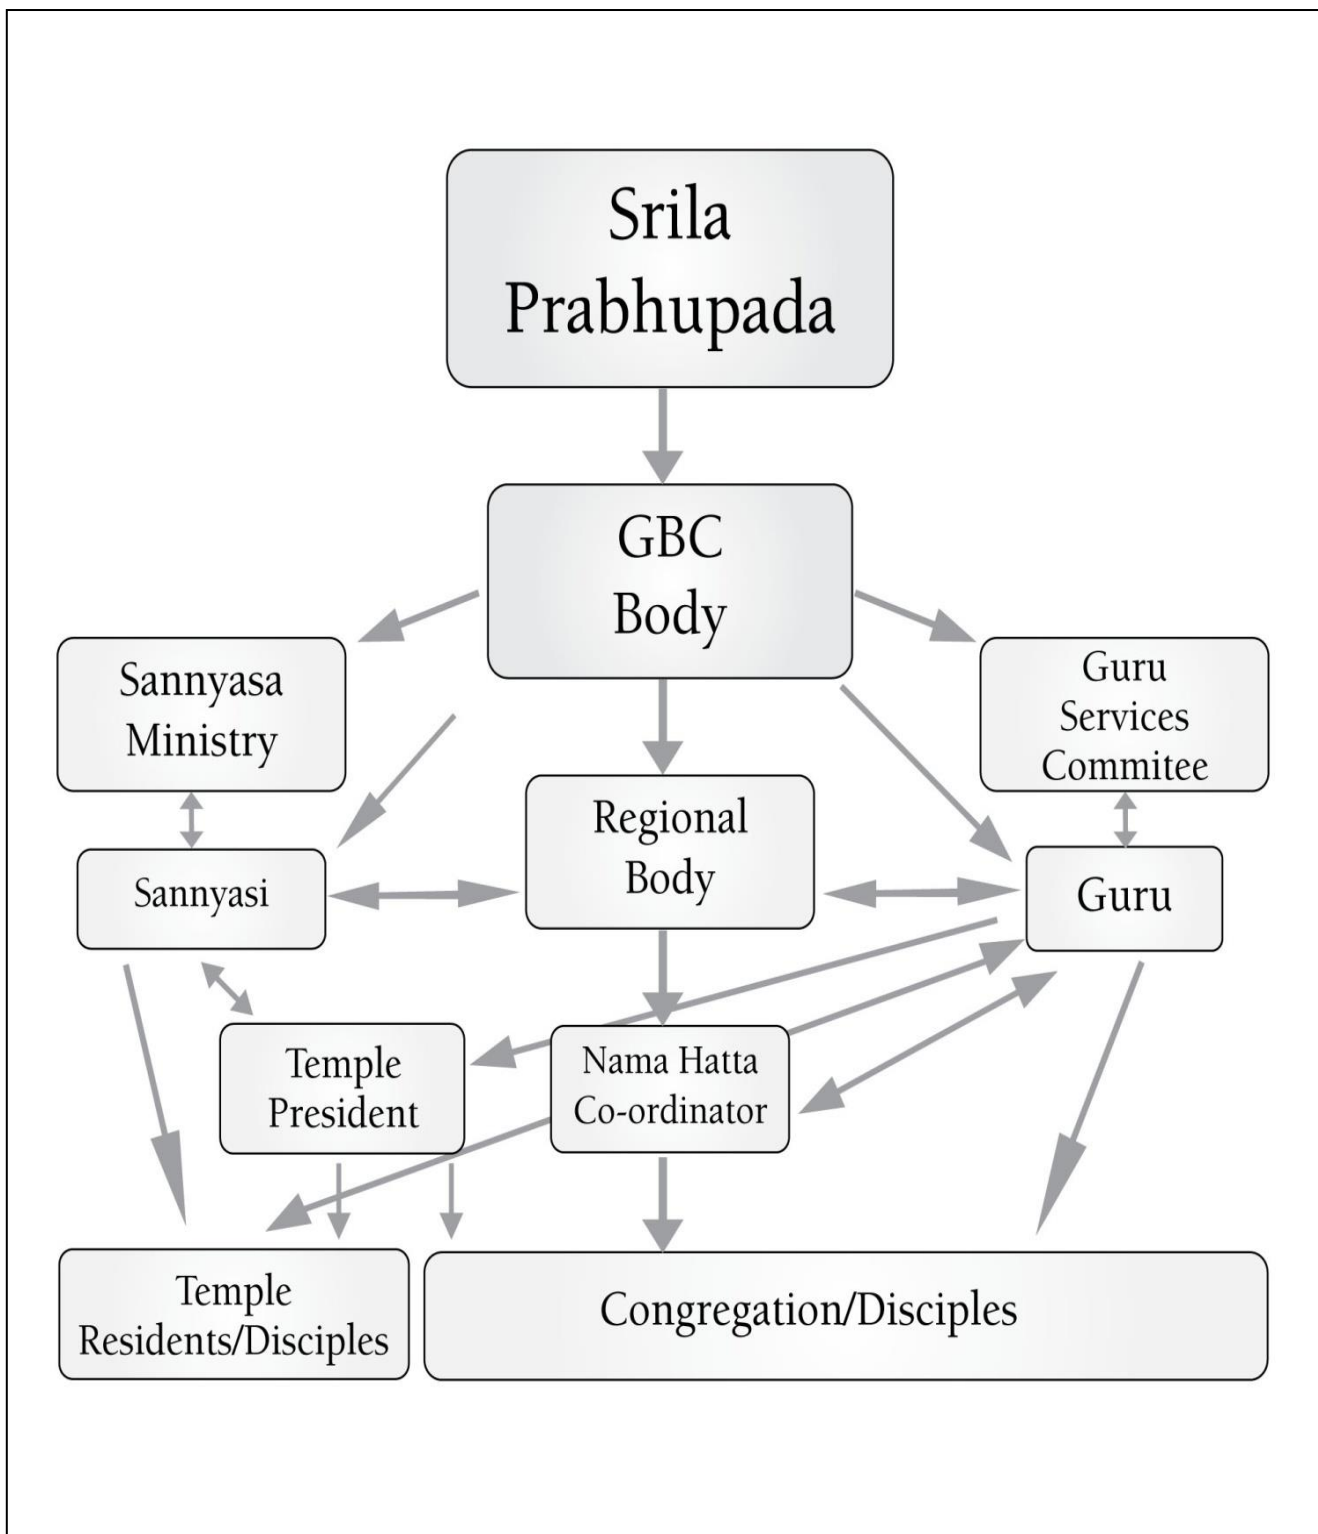 Srila
Prabhupada
GBC
Body
Sannyasa
Ministry
Guru
Services
Commitee
Regional
Body
Sannyasi
Guru
Temple
President
Nama Hatta
Co-ordinator
Temple
Residents/Disciples
Congregation/Disciples